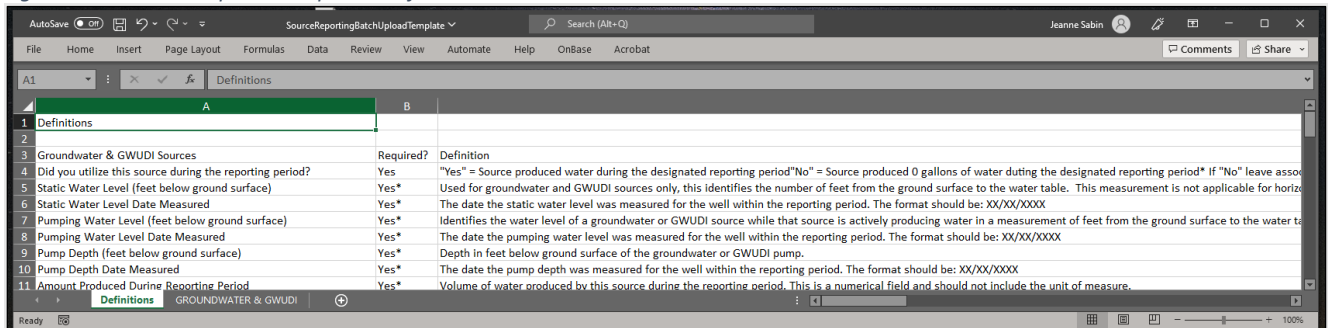 AutoSave Off SourceReportingBatchUploadTemplate Search (Alt+Q) Jeanne Sabin
File Home Insert Page Layout Formulas Data Review View Automate Help OnBase Acrobat Comments Share
A1 fx Definitions
A B
1 Definitions
2
3 Groundwater & GWUDI Sources Required? Definition
4 Did you utilize this source during the reporting period? Yes "Yes" = Source produced water during the designated reporting period"No" = Source produced 0 gallons of water duting the designated reporting period* If "No" leave asso
5 Static Water Level (feet below ground surface) Yes* Used for groundwater and GWUDI sources only, this identifies the number of feet from the ground surface to the water table. This measurement is not applicable for horizo
6 Static Water Level Date Measured Yes* The date the static water level was measured for the well within the reporting period. The format should be: XX/XX/XXXX
7 Pumping Water Level (feet below ground surface) Yes* Identifies the water level of a groundwater or GWUDI source while that source is actively producing water in a measurement of feet from the ground surface to the water ta
8 Pumping Water Level Date Measured Yes* The date the pumping water level was measured for the well within the reporting period. The format should be: XX/XX/XXXX
9 Pump Depth (feet below ground surface) Yes* Depth in feet below ground surface of the groundwater or GWUDI pump.
10 Pump Depth Date Measured Yes* The date the pump depth was measured for the well within the reporting period. The format should be: XX/XX/XXXX
11 Amount Produced During Reporting Period Yes* Volume of water produced by this source during the reporting period. This is a numerical field and should not include the unit of measure.
Definitions GROUNDWATER & GWUDI
Ready 100%